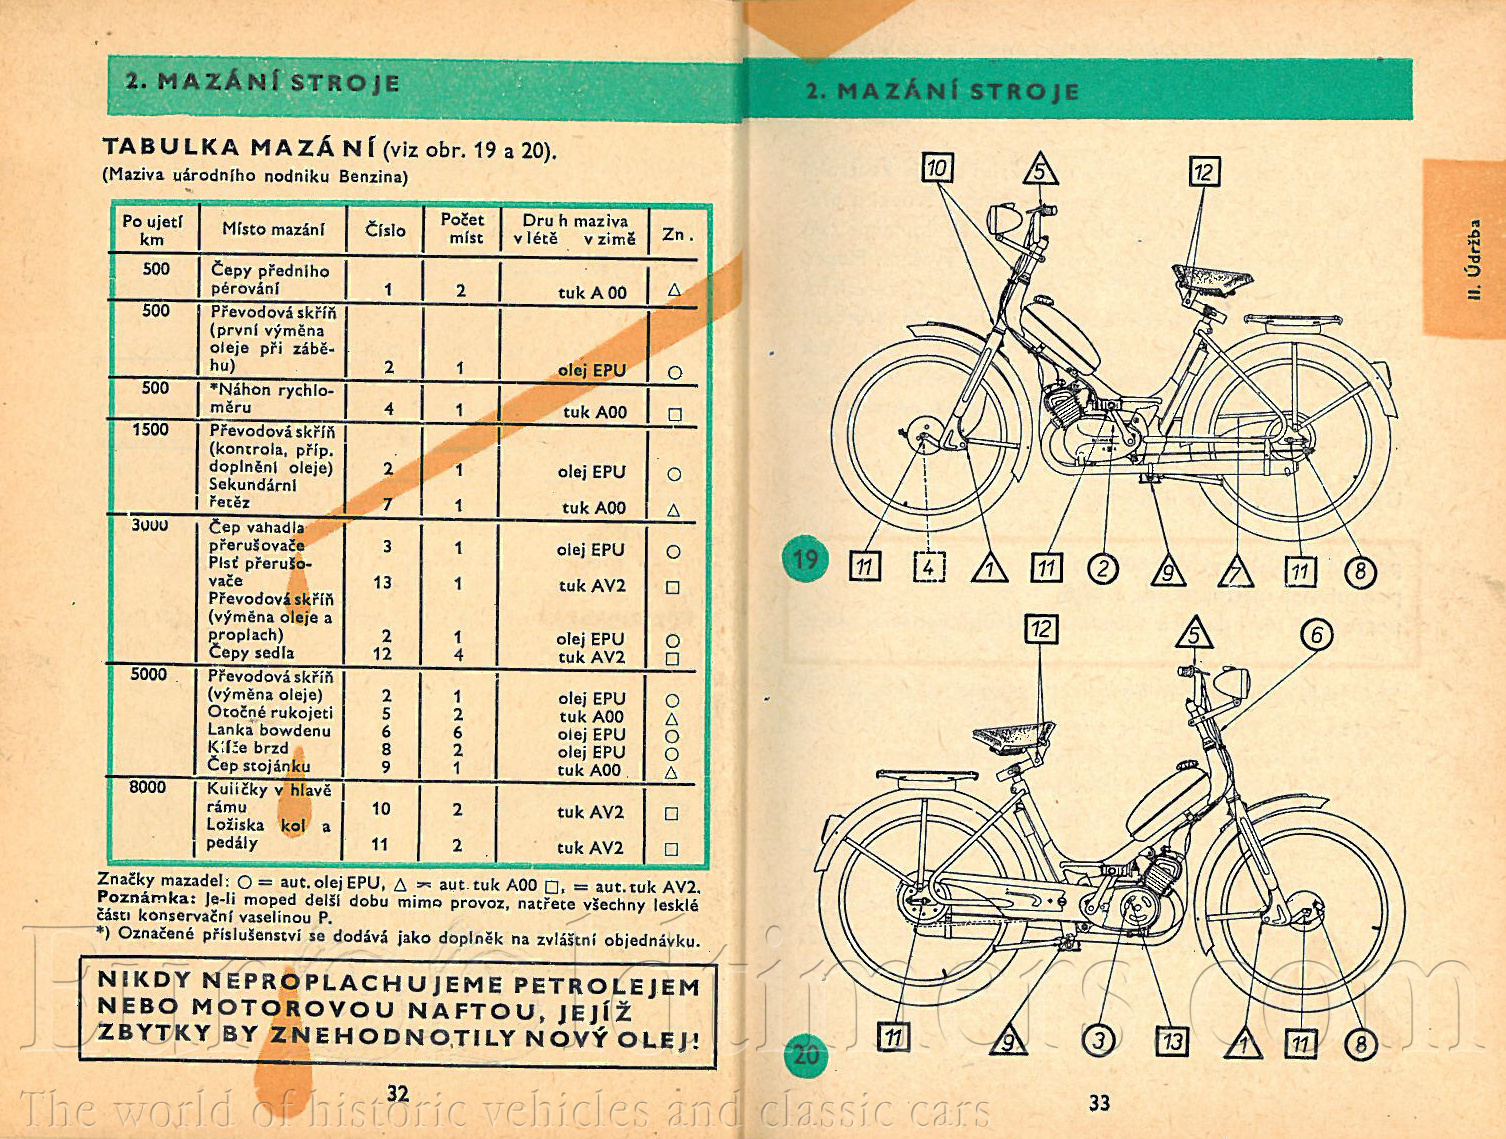 2. MAZÁNÍ STROJE
TABULKA MAZÁNÍ (viz obr. 19 a 20).
(Maziva uárodního nodniku Benzina)
Po ujetí km Místo mazání Číslo Počet míst Druh maziva v létě v zimě Zn.
500 Čepy předního
pérování 1 2 tuk A 00 △
500 Převodová skříň
(první výměna
oleje při zábě-
hu) 2 1 olej EPU ○
500 *Náhon rychlo-
měru 4 1 tuk A00 □
1500 Převodová skříň
(kontrola, příp.
doplnění oleje) 2 1 olej EPU ○
Sekundární
řetěz 7 1 tuk A00 △
3000 Čep vahadla
přerušovače 3 1 olej EPU ○
Plsť přerušo-
vače 13 1 tuk AV2 □
Převodová skříň
(výměna oleje a
proplach) 2 1 olej EPU ○
Čepy sedla 12 4 tuk AV2 □
5000 Převodová skříň
(výměna oleje) 2 1 olej EPU ○
Otočné rukojeti 5 2 tuk A00 △
Lanka bowdenu 6 6 olej EPU ○
Klíče brzd 8 2 olej EPU ○
Čep stojánku 9 1 tuk A00 △
8000 Kuličky v hlavě
rámu 10 2 tuk AV2 □
Ložiska kol a
pedály 11 2 tuk AV2 □
Značky mazadel: ○ = aut. olej EPU, △ = aut. tuk A00 □, = aut. tuk AV2.
Poznámka: Je-li moped delší dobu mimo provoz, natřete všechny lesklé
části konservační vaselinou P.
*) Označené příslušenství se dodává jako doplněk na zvláštní objednávku.
NIKDY NEPROPLACHUJEME PETROLEJEM
NEBO MOTOROVOU NAFTOU, JEJÍŽ
ZBYTKY BY ZNEHODNOTILY NOVÝ OLEJ!
32
2. MAZÁNÍ STROJE
II. Údržba
10 5 12
19
11 4 1 11 2 9 7 11 8
12 5 6
20
11 9 3 13 1 11 8
33
Eurooldtimers.com
The world of historic vehicles and classic cars